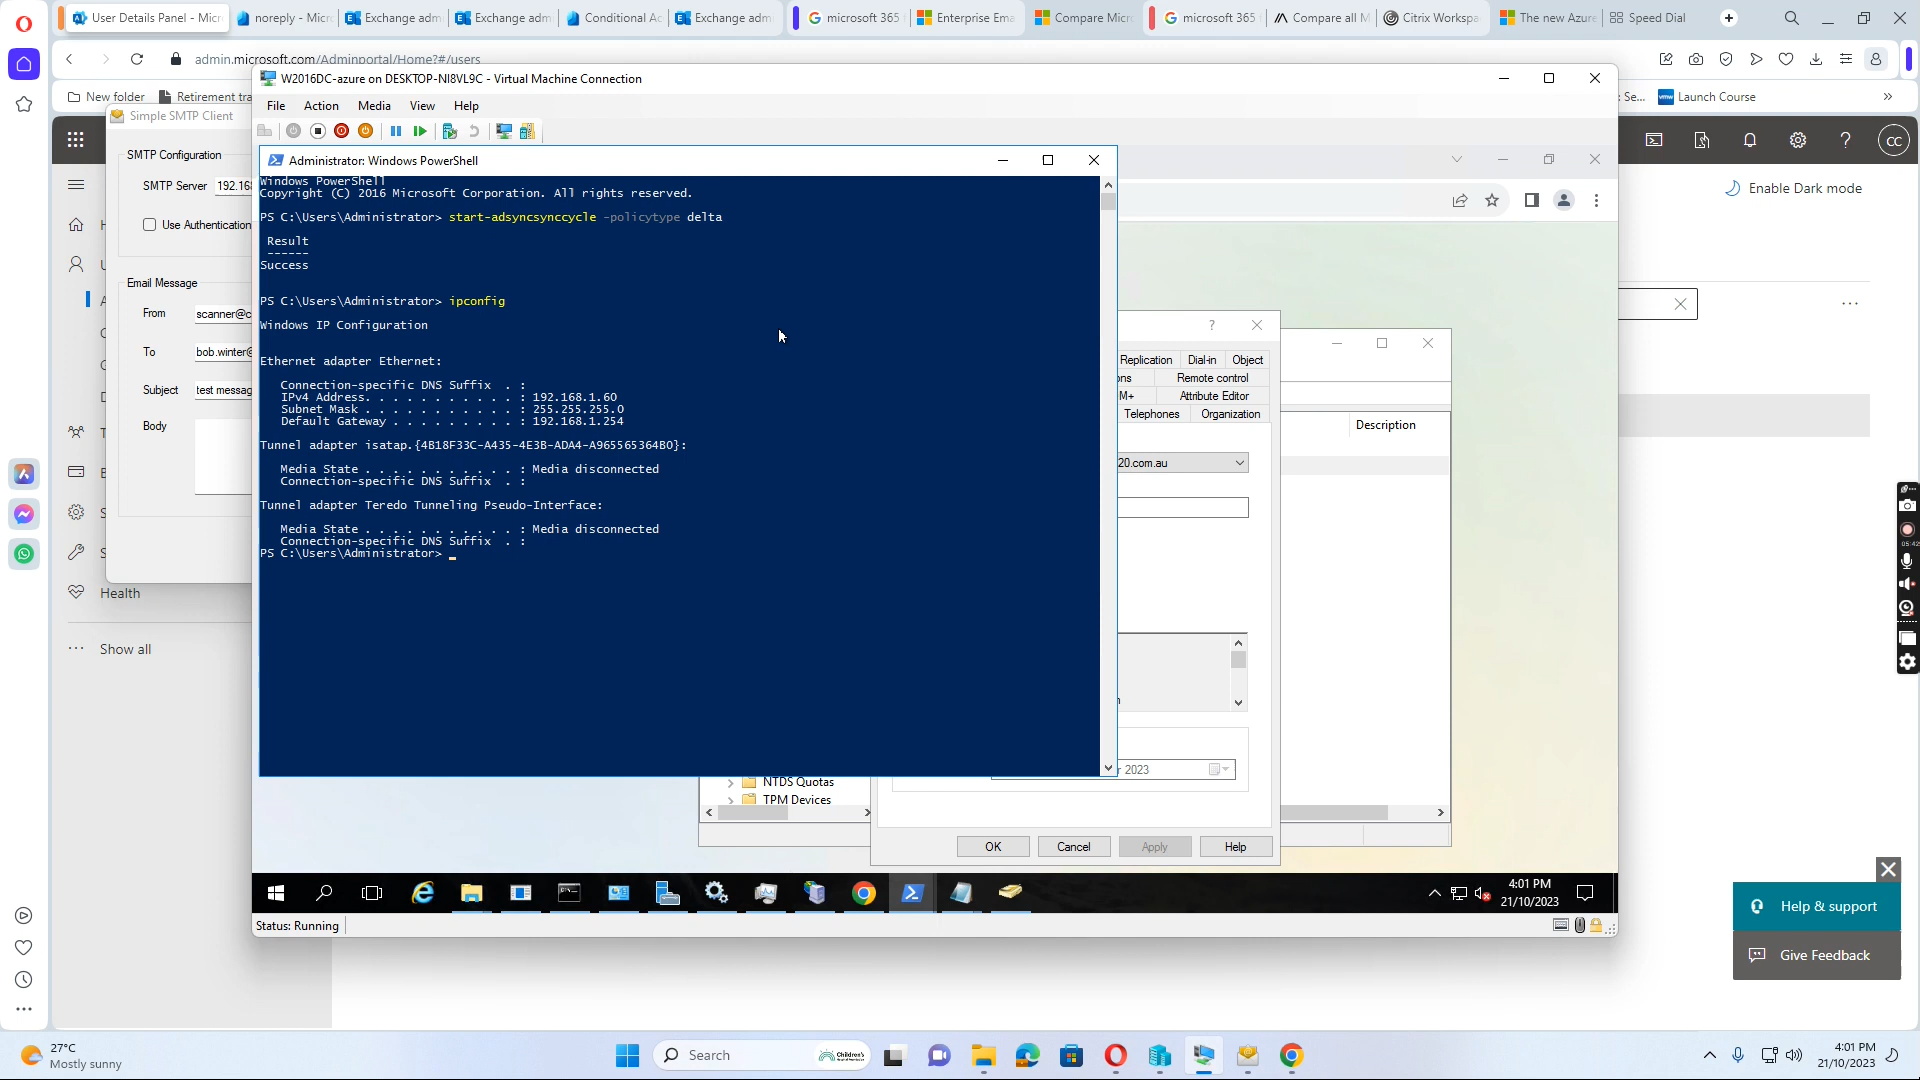 User Details Panel - Micr
noreply - Micr
Exchange adm
Exchange adm
Conditional Ac
Exchange adm
microsoft 365
Enterprise Ema
Compare Micr
microsoft 365
Compare all M
Citrix Workspa
The new Azure
Speed Dial
admin.microsoft.com/Adminportal/Home?#/users
New folder
Retirement tra
Launch Course
W2016DC-azure on DESKTOP-NI8VL9C - Virtual Machine Connection
File Action Media View Help
Simple SMTP Client
SMTP Configuration
SMTP Server 192.16
Use Authentication
Email Message
From scanner@c
To bob.winter@
Subject test messag
Body
Health
Show all
CC
Enable Dark mode
Administrator: Windows PowerShell
Windows PowerShell
Copyright (C) 2016 Microsoft Corporation. All rights reserved.
PS C:\Users\Administrator> start-adsyncsynccycle -policytype delta
Result
------
Success
PS C:\Users\Administrator> ipconfig
Windows IP Configuration
Ethernet adapter Ethernet:
Connection-specific DNS Suffix . :
IPv4 Address. . . . . . . . . . . : 192.168.1.60
Subnet Mask . . . . . . . . . . . : 255.255.255.0
Default Gateway . . . . . . . . . : 192.168.1.254
Tunnel adapter isatap.{4B18F33C-A435-4E3B-ADA4-A965565364B0}:
Media State . . . . . . . . . . . : Media disconnected
Connection-specific DNS Suffix . :
Tunnel adapter Teredo Tunneling Pseudo-Interface:
Media State . . . . . . . . . . . : Media disconnected
Connection-specific DNS Suffix . :
PS C:\Users\Administrator> _
Replication Dial-in Object
Remote control
M+ Attribute Editor
Telephones Organization
20.com.au
Description
2023
NTDS Quotas
TPM Devices
OK Cancel Apply Help
4:01 PM
21/10/2023
Status: Running
Help & support
Give Feedback
27°C
Mostly sunny
Search
4:01 PM
21/10/2023